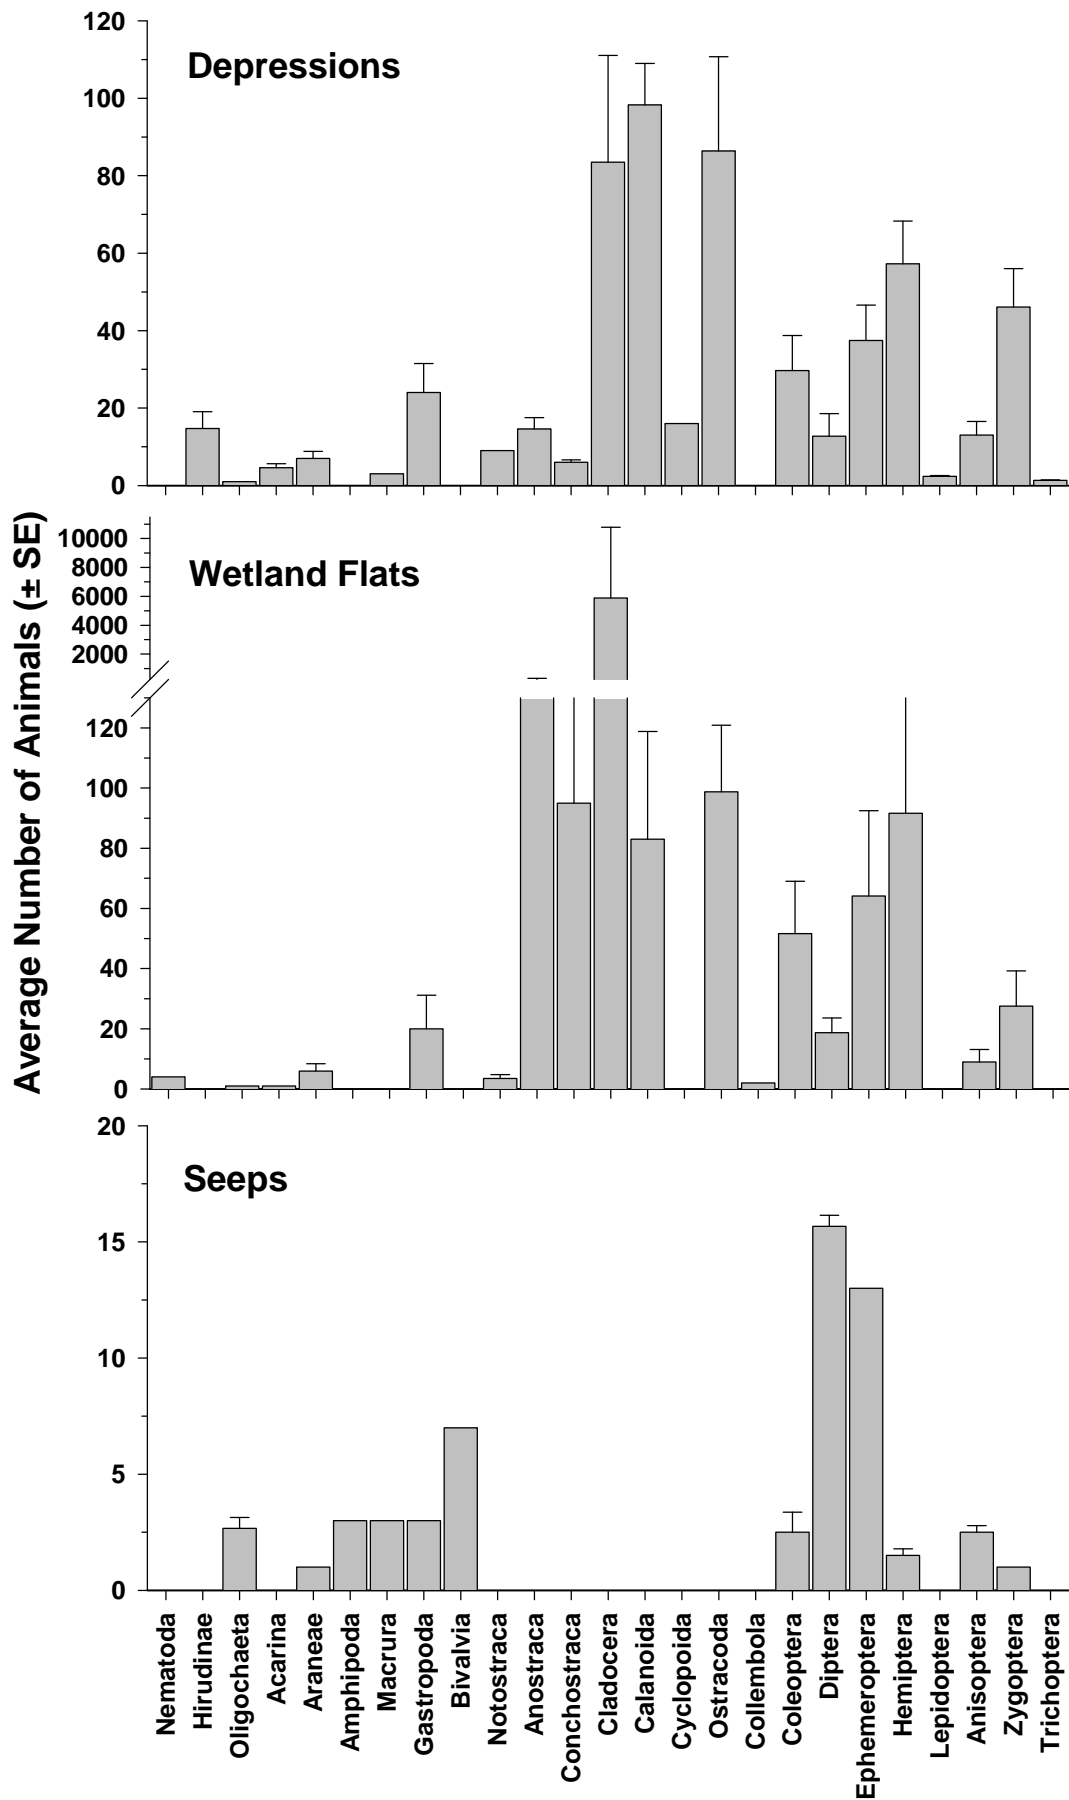 Average Number of Animals (± SE)
Depressions
120
100
80
60
40
20
0
Wetland Flats
10000
8000
6000
4000
2000
120
100
80
60
40
20
0
Seeps
20
15
10
5
0
Nematoda
Hirudinae
Oligochaeta
Acarina
Araneae
Amphipoda
Macrura
Gastropoda
Bivalvia
Notostraca
Anostraca
Conchostraca
Cladocera
Calanoida
Cyclopoida
Ostracoda
Collembola
Coleoptera
Diptera
Ephemeroptera
Hemiptera
Lepidoptera
Anisoptera
Zygoptera
Trichoptera